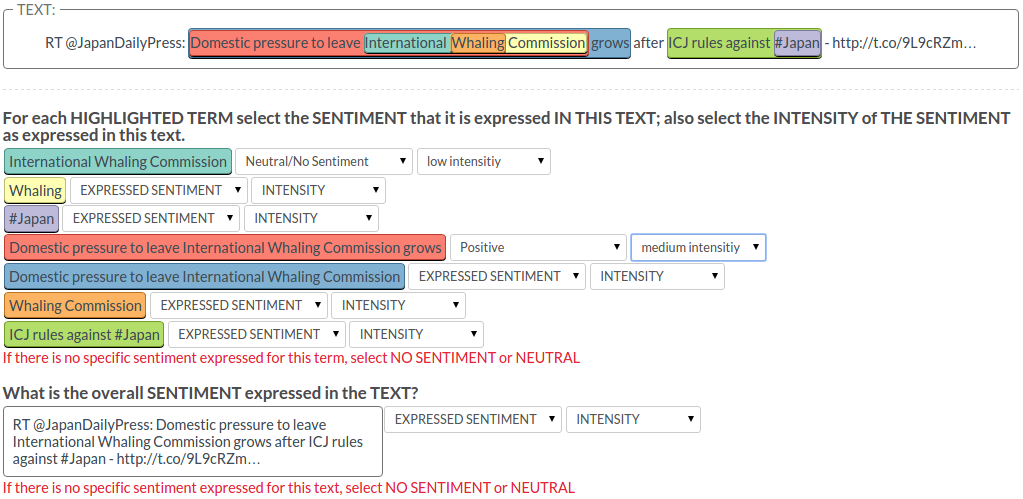 TEXT:
RT @JapanDailyPress: Domestic pressure to leave International Whaling Commission grows after ICJ rules against #Japan - http://t.co/9L9cRZm…
For each HIGHLIGHTED TERM select the SENTIMENT that it is expressed IN THIS TEXT; also select the INTENSITY of THE SENTIMENT
as expressed in this text.
International Whaling Commission Neutral/No Sentiment low intensitiy
Whaling EXPRESSED SENTIMENT INTENSITY
#Japan EXPRESSED SENTIMENT INTENSITY
Domestic pressure to leave International Whaling Commission grows Positive medium intensitiy
Domestic pressure to leave International Whaling Commission EXPRESSED SENTIMENT INTENSITY
Whaling Commission EXPRESSED SENTIMENT INTENSITY
ICJ rules against #Japan EXPRESSED SENTIMENT INTENSITY
If there is no specific sentiment expressed for this term, select NO SENTIMENT or NEUTRAL
What is the overall SENTIMENT expressed in the TEXT?
EXPRESSED SENTIMENT INTENSITY
RT @JapanDailyPress: Domestic pressure to leave
International Whaling Commission grows after ICJ rules
against #Japan - http://t.co/9L9cRZm…
If there is no specific sentiment expressed for this text, select NO SENTIMENT or NEUTRAL